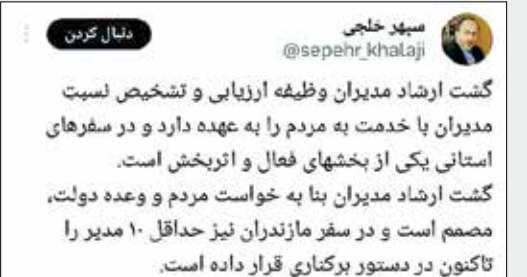 سپهر خلجی
دنبال کردن
@sepehr_khalaji
گشت ارشاد مدیران وظیفه ارزیابی و تشخیص نسبت
مدیران با خدمت به مردم را به عهده دارد و در سفرهای
استانی یکی از بخشهای فعال و اثربخش است.
گشت ارشاد مدیران بنا به خواست مردم و وعده دولت،
مصمم است و در سفر مازندران نیز حداقل ۱۰ مدیر را
تاکنون در دستور برکناری قرار داده است.